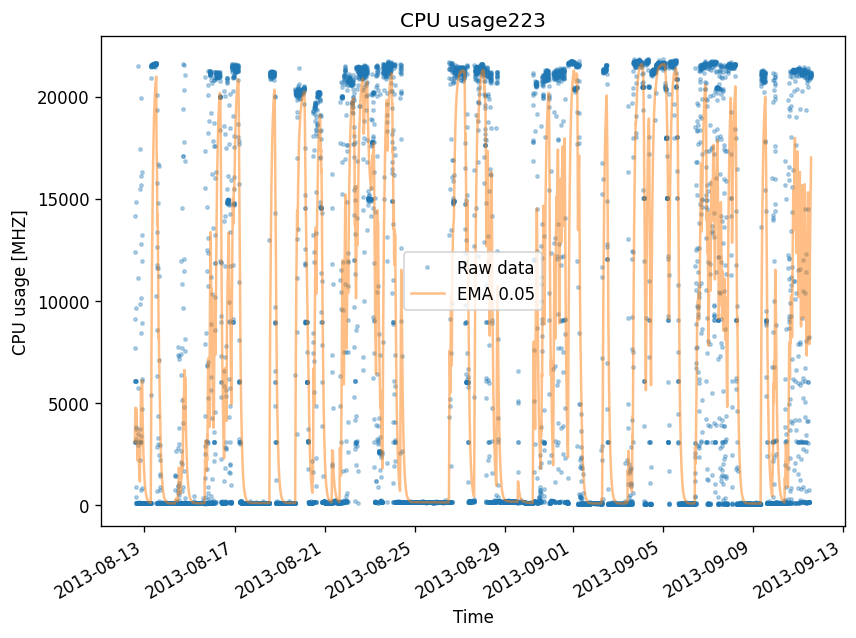 CPU usage223
CPU usage [MHZ]
20000
15000
10000
5000
0
Raw data
EMA 0.05
2013-08-13
2013-08-17
2013-08-21
2013-08-25
2013-08-29
2013-09-01
2013-09-05
2013-09-09
2013-09-13
Time